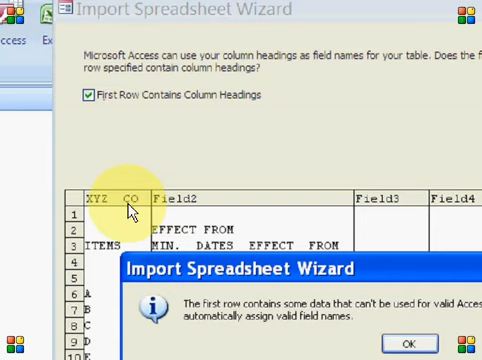 Import Spreadsheet Wizard
ccess
Ex
Microsoft Access can use your column headings as field names for your table. Does the f
row specified contain column headings?
First Row Contains Column Headings
XYZ CO Field2 Field3 Field4
1
2 EFFECT FROM
3 ITEMS MIN. DATES EFFECT FROM
4
5
6 A
7 B
8 C
9 D
10 E
Import Spreadsheet Wizard
The first row contains some data that can't be used for valid Acces
automatically assign valid field names.
OK